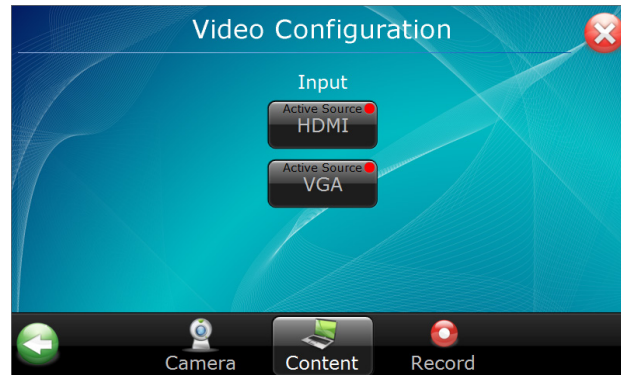 Video Configuration
Input
Active Source
HDMI
Active Source
VGA
Camera Content Record